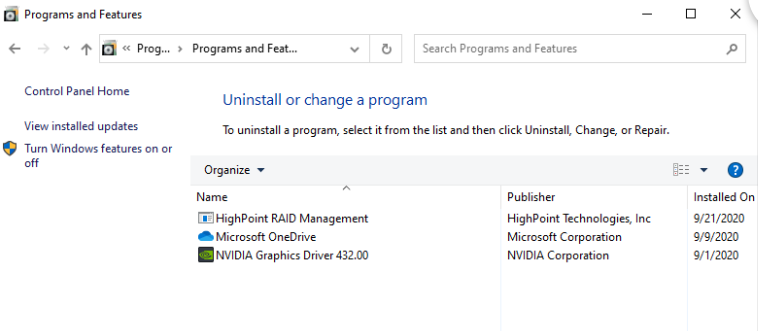 Programs and Features
« Prog... > Programs and Feat...
Search Programs and Features
Control Panel Home
View installed updates
Turn Windows features on or
off
Uninstall or change a program
To uninstall a program, select it from the list and then click Uninstall, Change, or Repair.
Organize
Name Publisher Installed On
HighPoint RAID Management HighPoint Technologies, Inc 9/21/2020
Microsoft OneDrive Microsoft Corporation 9/9/2020
NVIDIA Graphics Driver 432.00 NVIDIA Corporation 9/1/2020